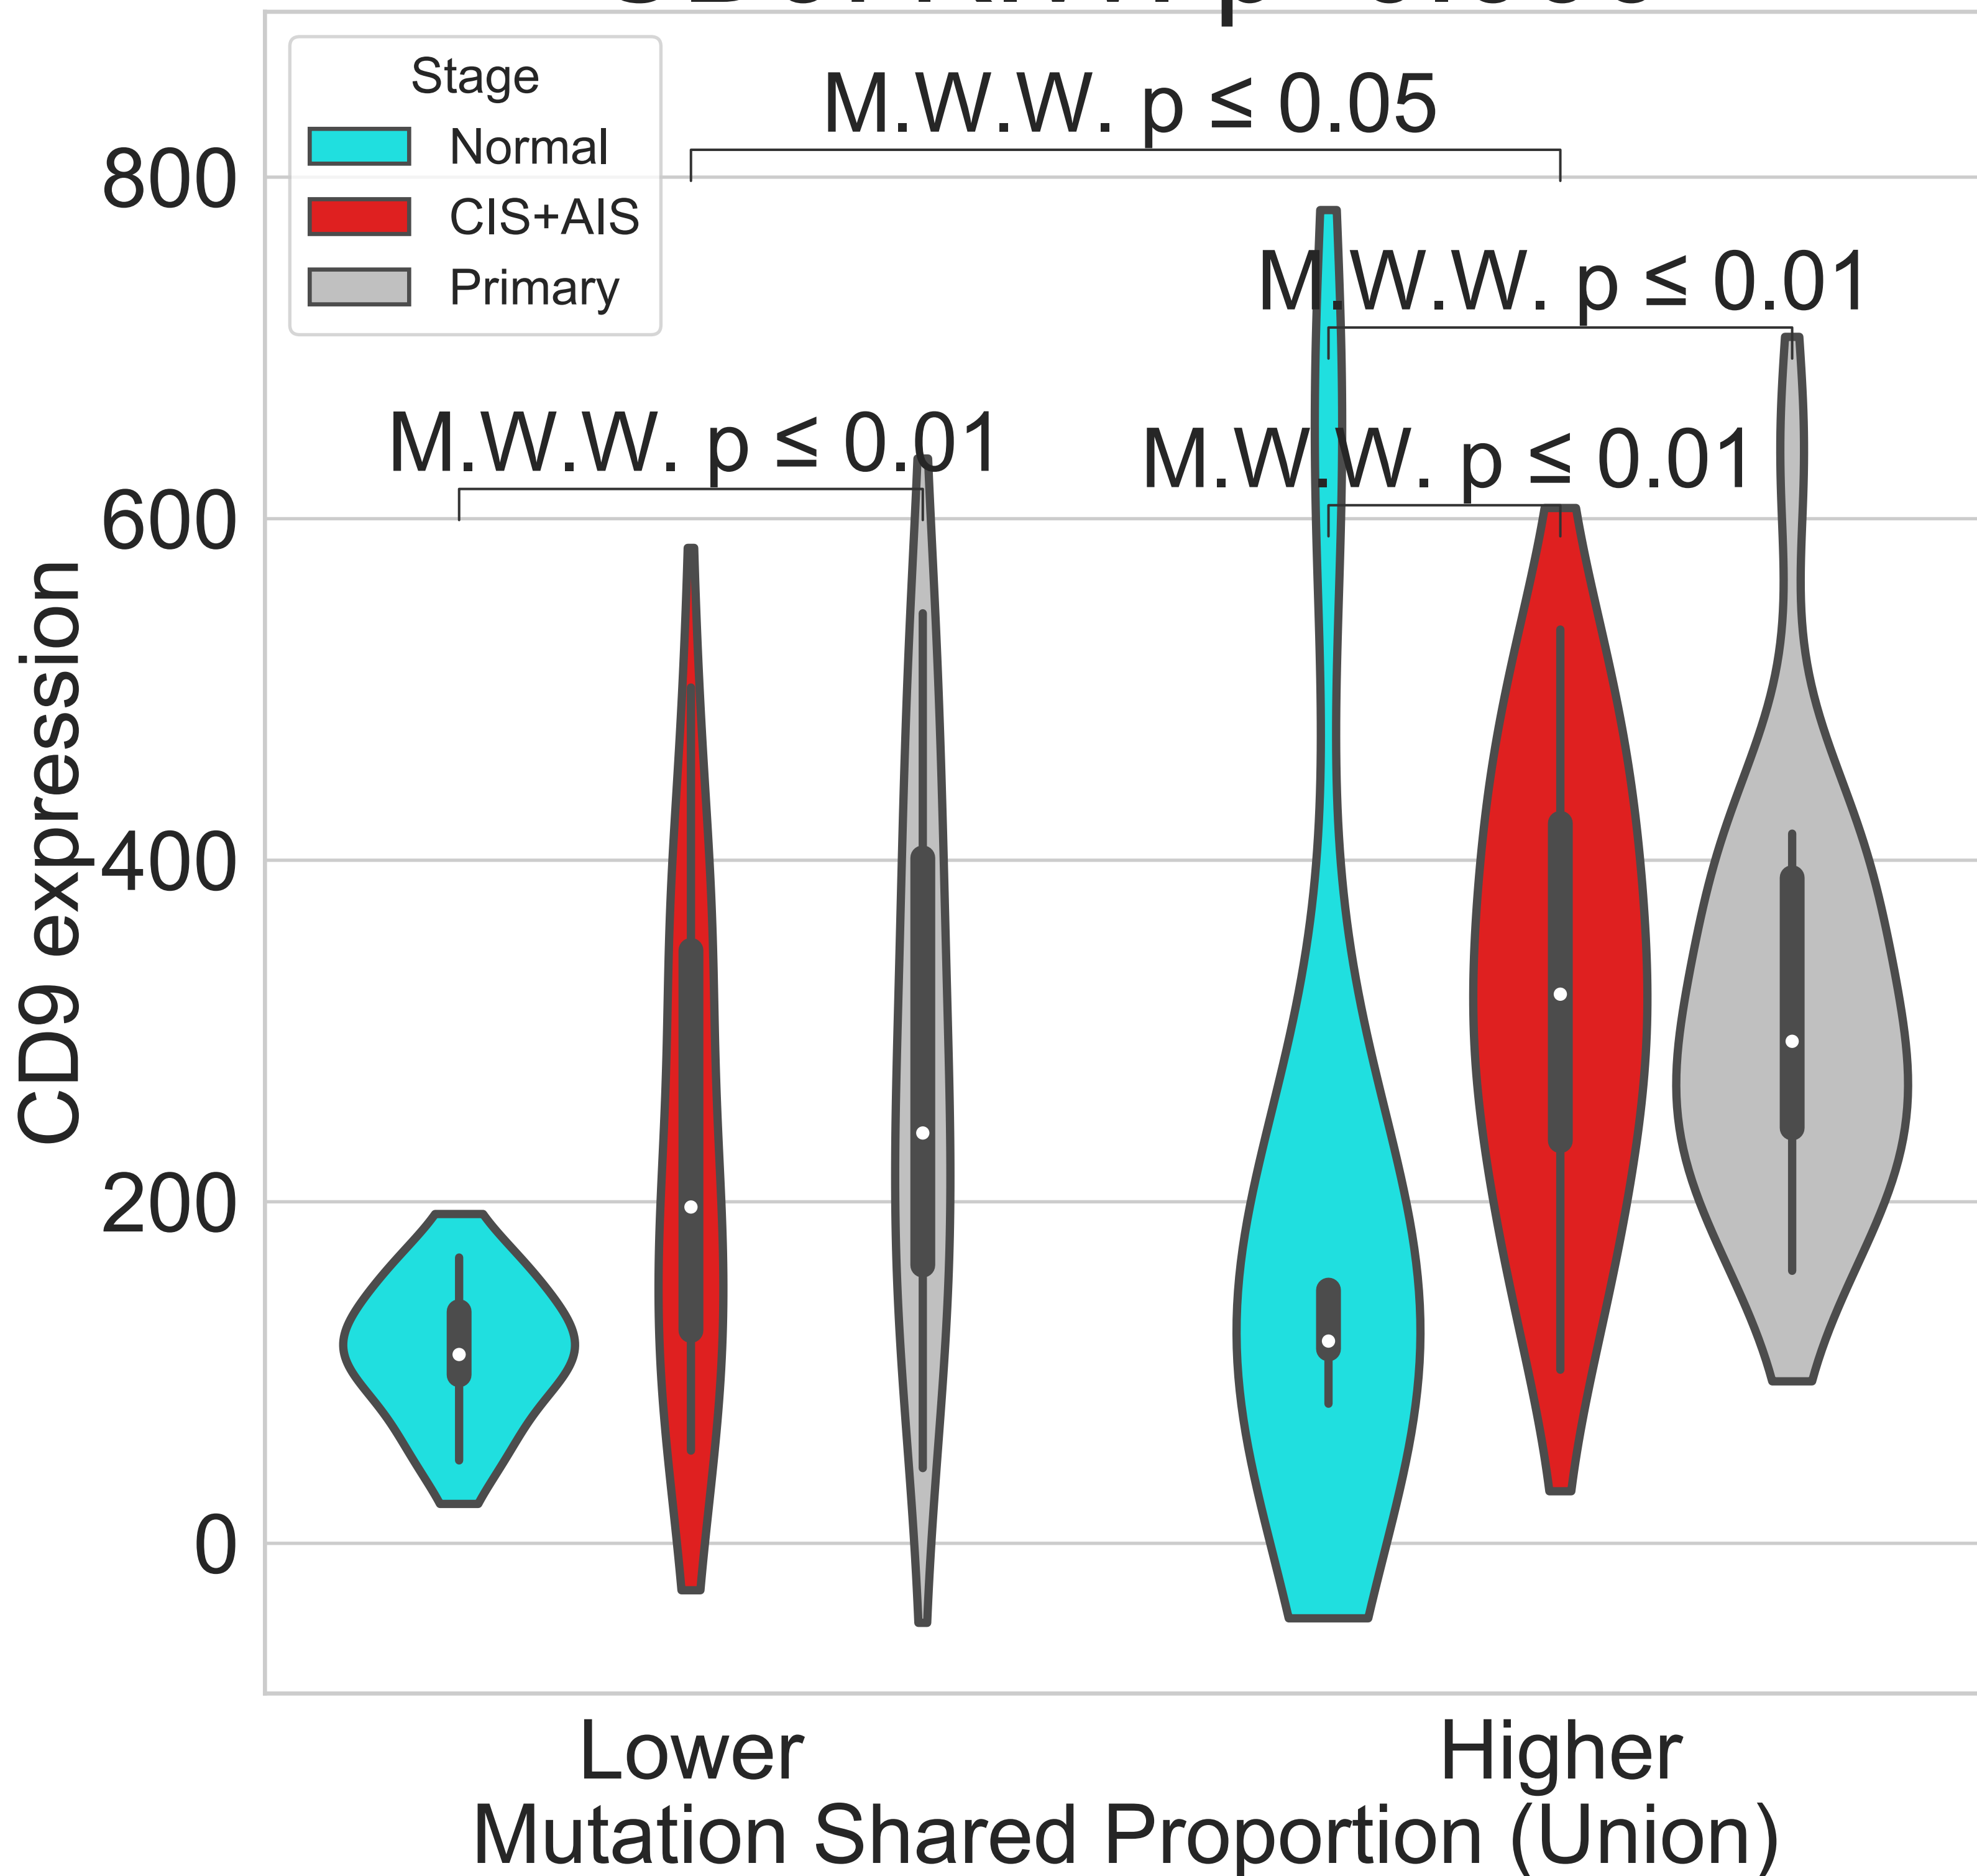 Stage
Normal
CIS+AIS
Primary
M.W.W. p ≤ 0.05
M.W.W. p ≤ 0.01
M.W.W. p ≤ 0.01
M.W.W. p ≤ 0.01
800
600
400
200
0
CD9 expression
Lower
Higher
Mutation Shared Proportion (Union)